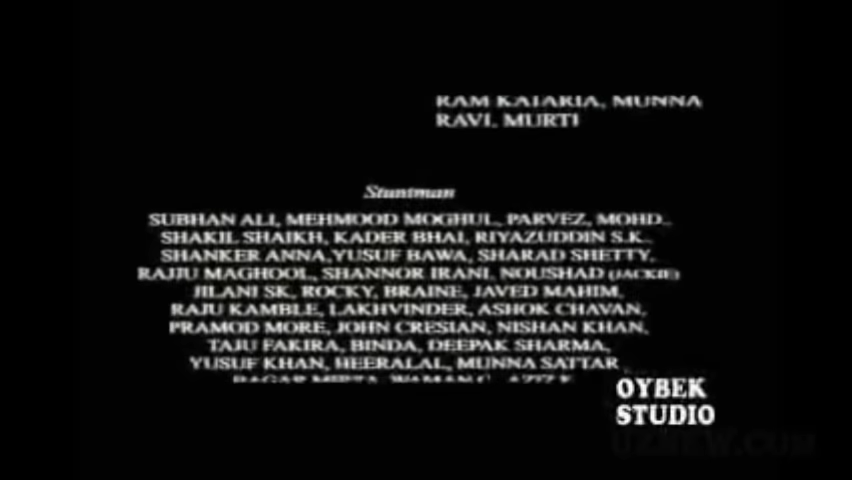 RAM KATARIA, MUNNA
RAVI, MURTI
Stuntman
SUBHAN ALI, MEHMOOD MOGHUL, PARVEZ, MOHD.,
SHAKIL SHAIKH, KADER BHAI, RIYAZUDDIN S.K.,
SHANKER ANNA,YUSUF BAWA, SHARAD SHETTY,
RAJJU MAGHOOL, SHANNOR IRANI, NOUSHAD (JACKIE)
JILANI SK, ROCKY, BRAINE, JAVED MAHIM,
RAJU KAMBLE, LAKHVINDER, ASHOK CHAVAN,
PRAMOD MORE, JOHN CRESIAN, NISHAN KHAN,
TAJU FAKIRA, BINDA, DEEPAK SHARMA,
YUSUF KHAN, HEERALAL, MUNNA SATTAR
OYBEK
STUDIO